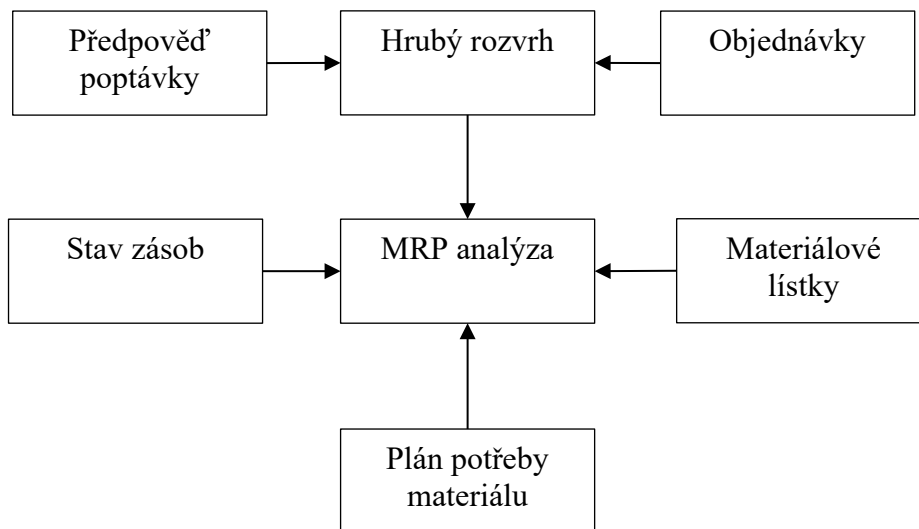 Předpověď
poptávky
Hrubý rozvrh
Objednávky
Stav zásob
MRP analýza
Materiálové
lístky
Plán potřeby
materiálu